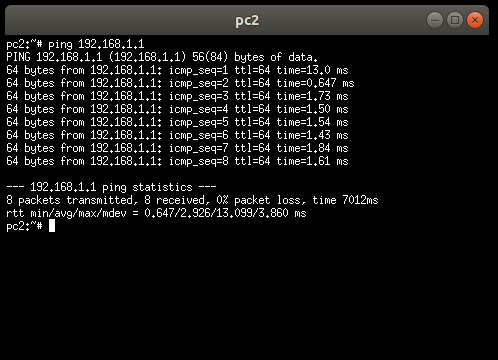 pc2
pc2:~# ping 192.168.1.1
PING 192.168.1.1 (192.168.1.1) 56(84) bytes of data.
64 bytes from 192.168.1.1: icmp_seq=1 ttl=64 time=13.0 ms
64 bytes from 192.168.1.1: icmp_seq=2 ttl=64 time=0.647 ms
64 bytes from 192.168.1.1: icmp_seq=3 ttl=64 time=1.73 ms
64 bytes from 192.168.1.1: icmp_seq=4 ttl=64 time=1.50 ms
64 bytes from 192.168.1.1: icmp_seq=5 ttl=64 time=1.54 ms
64 bytes from 192.168.1.1: icmp_seq=6 ttl=64 time=1.43 ms
64 bytes from 192.168.1.1: icmp_seq=7 ttl=64 time=1.84 ms
64 bytes from 192.168.1.1: icmp_seq=8 ttl=64 time=1.61 ms
--- 192.168.1.1 ping statistics ---
8 packets transmitted, 8 received, 0% packet loss, time 7012ms
rtt min/avg/max/mdev = 0.647/2.926/13.099/3.860 ms
pc2:~#